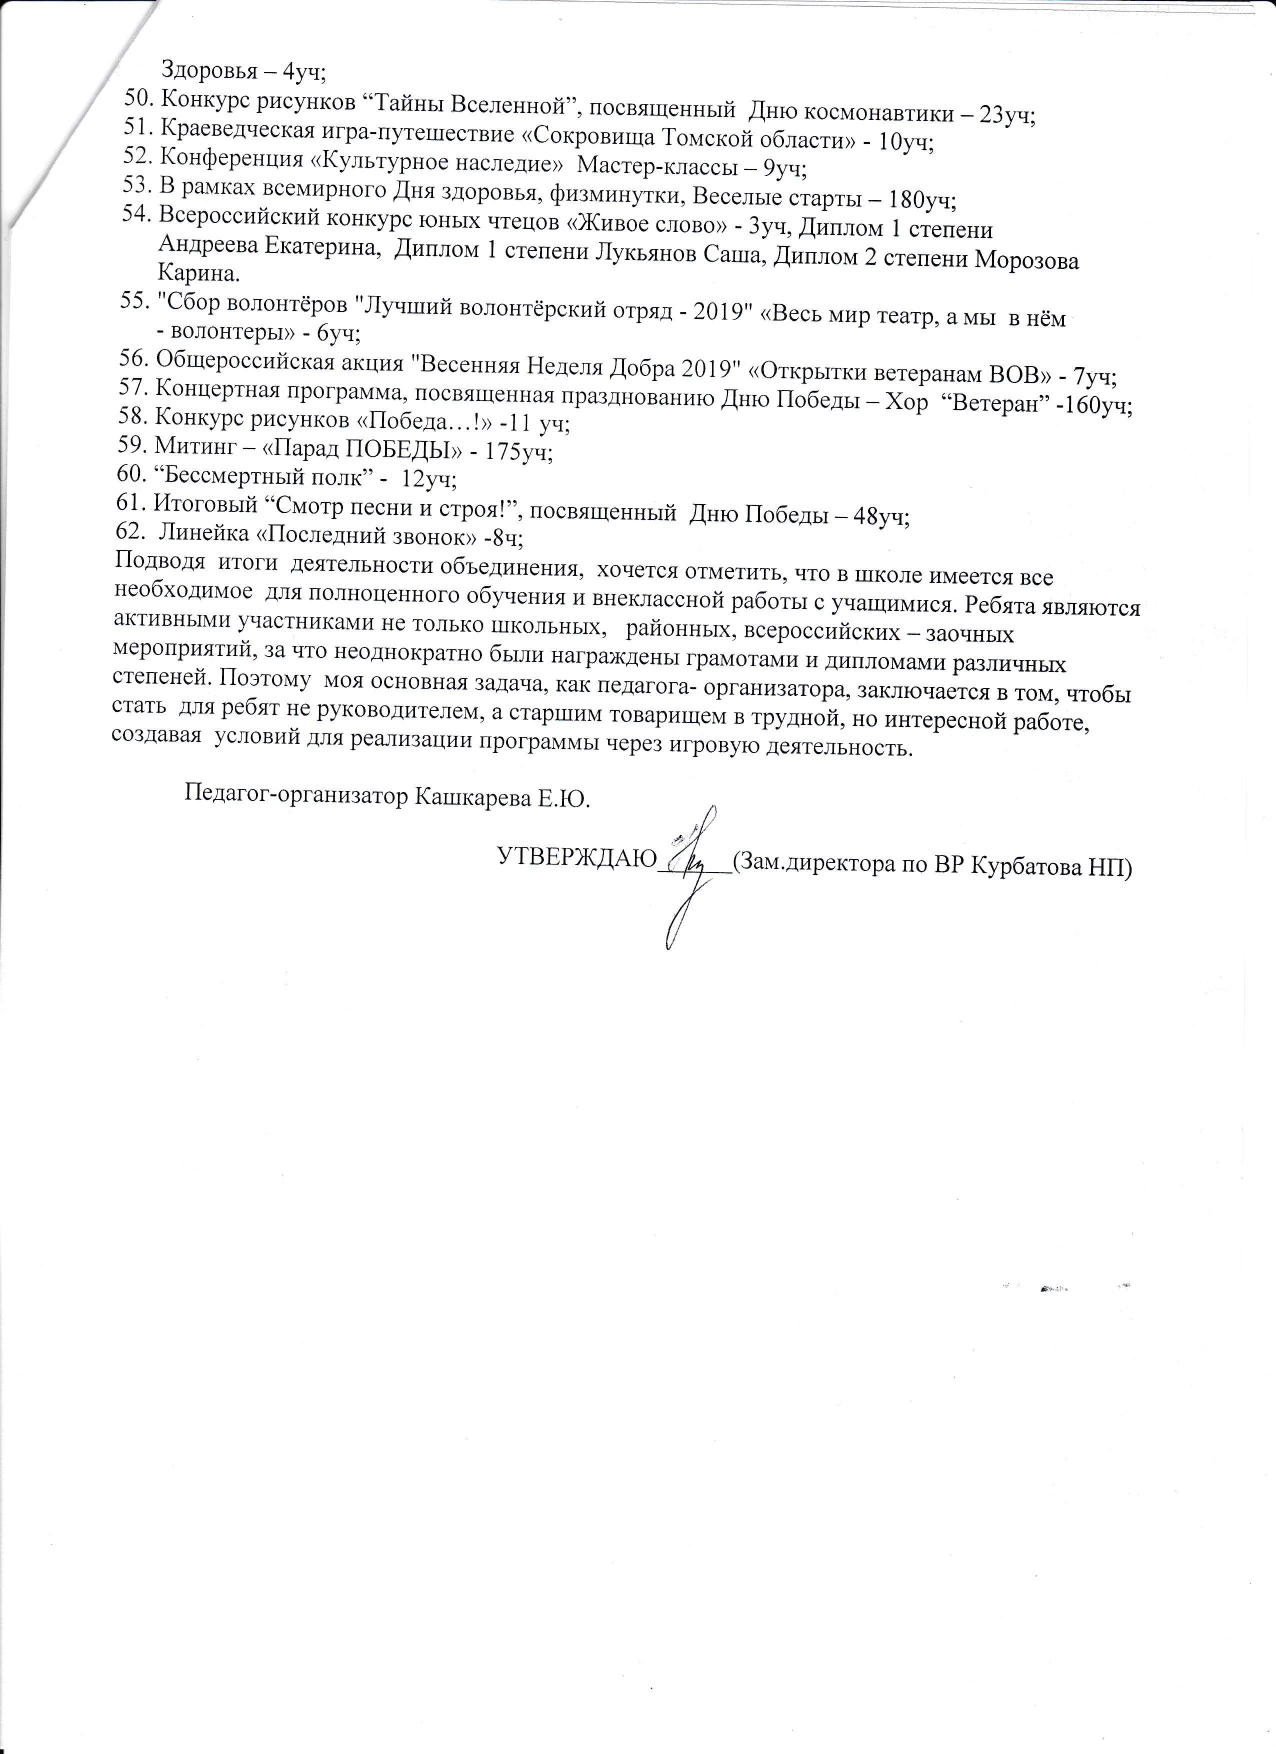 Здоровья – 4уч;
50. Конкурс рисунков “Тайны Вселенной”, посвященный  Дню космонавтики – 23уч;
51. Краеведческая игра-путешествие «Сокровища Томской области» - 10уч;
52. Конференция «Культурное наследие»  Мастер-классы – 9уч;
53. В рамках всемирного Дня здоровья, физминутки, Веселые старты – 180уч;
54. Всероссийский конкурс юных чтецов «Живое слово» - 3уч, Диплом 1 степени
Андреева Екатерина,  Диплом 1 степени Лукьянов Саша, Диплом 2 степени Морозова
Карина.
55. "Сбор волонтёров "Лучший волонтёрский отряд - 2019" «Весь мир театр, а мы  в нём
- волонтеры» - 6уч;
56. Общероссийская акция "Весенняя Неделя Добра 2019" «Открытки ветеранам ВОВ» - 7уч;
57. Концертная программа, посвященная празднованию Дню Победы – Хор  “Ветеран” -160уч;
58. Конкурс рисунков «Победа…!» -11 уч;
59. Митинг – «Парад ПОБЕДЫ» - 175уч;
60. “Бессмертный полк” -  12уч;
61. Итоговый “Смотр песни и строя!”, посвященный  Дню Победы – 48уч;
62.  Линейка «Последний звонок» -8ч;
Подводя  итоги  деятельности объединения,  хочется отметить, что в школе имеется все
необходимое  для полноценного обучения и внеклассной работы с учащимися. Ребята являются
активными участниками не только школьных,   районных, всероссийских – заочных
мероприятий, за что неоднократно были награждены грамотами и дипломами различных
степеней. Поэтому  моя основная задача, как педагога- организатора, заключается в том, чтобы
стать  для ребят не руководителем, а старшим товарищем в трудной, но интересной работе,
создавая  условий для реализации программы через игровую деятельность.
Педагог-организатор Кашкарева Е.Ю.
УТВЕРЖДАЮ______(Зам.директора по ВР Курбатова НП)